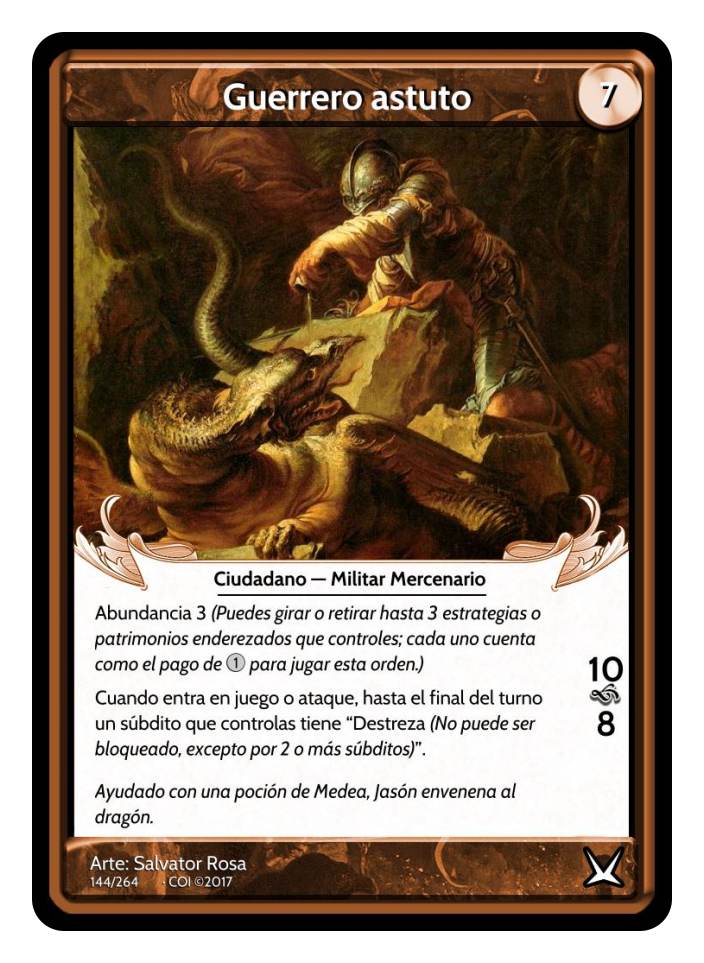 Guerrero astuto
7
Ciudadano — Militar Mercenario
Abundancia 3 (Puedes girar o retirar hasta 3 estrategias o
patrimonios enderezados que controles; cada uno cuenta
como el pago de 1 para jugar esta orden.)
Cuando entra en juego o ataque, hasta el final del turno
un súbdito que controlas tiene “Destreza (No puede ser
bloqueado, excepto por 2 o más súbditos)”.
10
8
Ayudado con una poción de Medea, Jasón envenena al
dragón.
Arte: Salvator Rosa
144/264 · COI ©2017